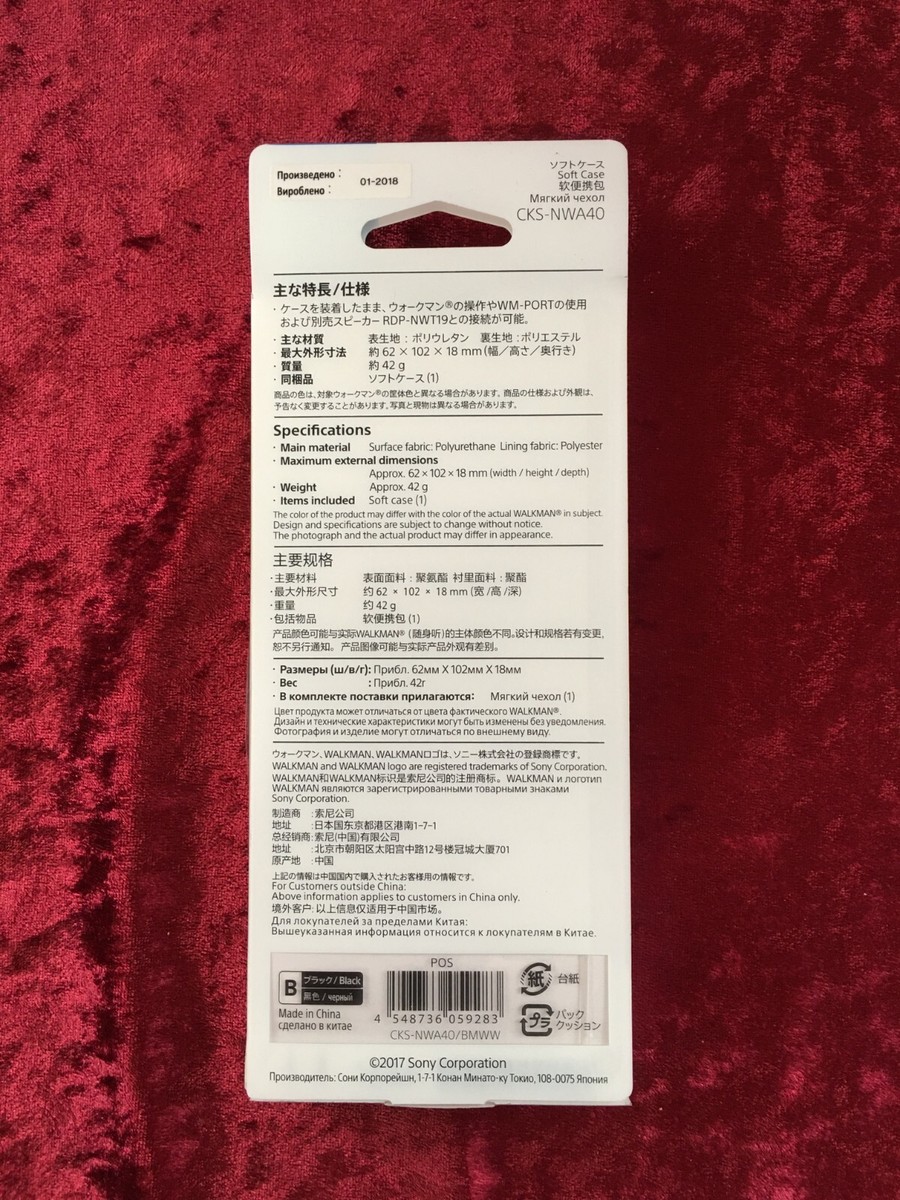 Произведено :
Вироблено : 01-2018
ソフトケース
Soft Case
软便携包
Мягкий чехол
CKS-NWA40
主な特長/仕様
・ケースを装着したまま、ウォークマン®の操作やWM-PORTの使用
および別売スピーカー RDP-NWT19との接続が可能。
・主な材質 表生地：ポリウレタン 裏生地：ポリエステル
・最大外形寸法 約 62 × 102 × 18 mm (幅／高さ／奥行き)
・質量 約 42 g
・同梱品 ソフトケース (1)
商品の色は、対象ウォークマン®の筐体色と異なる場合があります。商品の仕様および外観は、
予告なく変更することがあります。写真と現物は異なる場合があります。
Specifications
・Main material Surface fabric: Polyurethane Lining fabric: Polyester
・Maximum external dimensions
Approx. 62 × 102 × 18 mm (width / height / depth)
・Weight Approx. 42 g
・Items included Soft case (1)
The color of the product may differ with the color of the actual WALKMAN® in subject.
Design and specifications are subject to change without notice.
The photograph and the actual product may differ in appearance.
主要规格
・主要材料 表面面料：聚氨酯 衬里面料：聚酯
・最大外形尺寸 约 62 × 102 × 18 mm (宽 /高 /深)
・重量 约 42 g
・包括物品 软便携包 (1)
产品颜色可能与实际WALKMAN®（随身听）的主体颜色不同。设计和规格若有变更,
恕不另行通知。 产品图像可能与实际产品外观有差别。
・Размеры (ш/в/г): Прибл. 62мм X 102мм X 18мм
・Вес : Прибл. 42г
・В комплекте поставки прилагаются: Мягкий чехол (1)
Цвет продукта может отличаться от цвета фактического WALKMAN®.
Дизайн и технические характеристики могут быть изменены без уведомления.
Фотография и изделие могут отличаться по внешнему виду.
ウォークマン、WALKMAN、WALKMANロゴは、ソニー株式会社の登録商標です。
WALKMAN and WALKMAN logo are registered trademarks of Sony Corporation.
WALKMAN和WALKMAN标识是索尼公司的注册商标。WALKMAN и логотип
WALKMAN являются зарегистрированными товарными знаками
Sony Corporation.
制造商 :索尼公司
地址 :日本国东京都港区港南1-7-1
总经销商:索尼(中国)有限公司
地址 :北京市朝阳区太阳宫中路12号楼冠城大厦701
原产地 :中国
上記の情報は中国国内で購入されたお客様用の情報です。
For Customers outside China:
Above information applies to customers in China only.
境外客户: 以上信息仅适用于中国市场。
Для покупателей за пределами Китая:
Вышеуказанная информация относится к покупателям в Китае.
POS
B ブラック / Black
黑色 / черный
Made in China
сделано в китае
4 548736 059283
CKS-NWA40/BMWW
紙 台紙
プラ パック
クッション
©2017 Sony Corporation
Производитель: Сони Корпорейшн, 1-7-1 Конан Минато-ку Токио, 108-0075 Япония